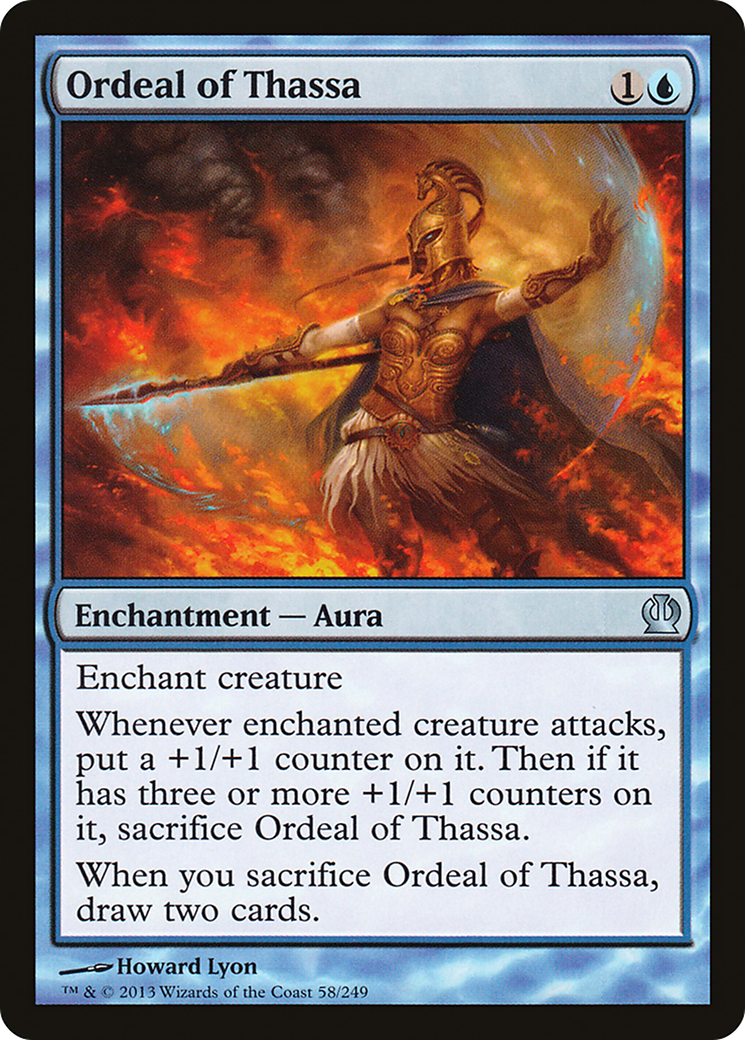 Ordeal of Thassa 1
Enchantment — Aura
Enchant creature
Whenever enchanted creature attacks,
put a +1/+1 counter on it. Then if it
has three or more +1/+1 counters on
it, sacrifice Ordeal of Thassa.
When you sacrifice Ordeal of Thassa,
draw two cards.
Howard Lyon
™ & © 2013 Wizards of the Coast 58/249